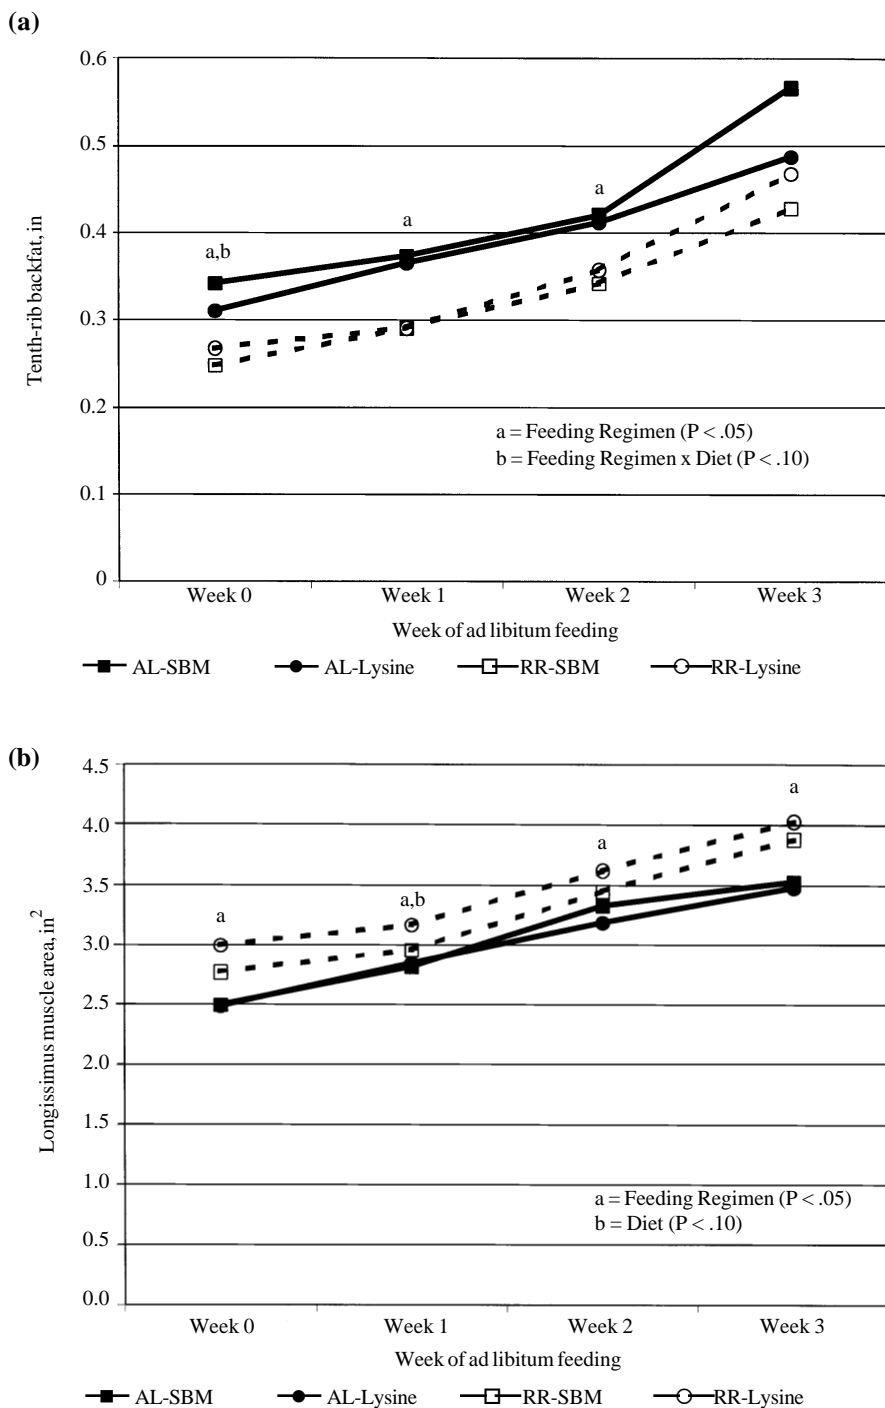 (a)
0.6
0.5
0.4
0.3
0.2
0.1
0
Tenth-rib backfat, in
a,b
a
a
a = Feeding Regimen (P < .05)
b = Feeding Regimen x Diet (P < .10)
Week 0 Week 1 Week 2 Week 3
Week of ad libitum feeding
AL-SBM AL-Lysine RR-SBM RR-Lysine
(b)
4.5
4.0
3.5
3.0
2.5
2.0
1.5
1.0
0.5
0.0
Longissimus muscle area, in²
a
a,b
a
a
a = Feeding Regimen (P < .05)
b = Diet (P < .10)
Week 0 Week 1 Week 2 Week 3
Week of ad libitum feeding
AL-SBM AL-Lysine RR-SBM RR-Lysine